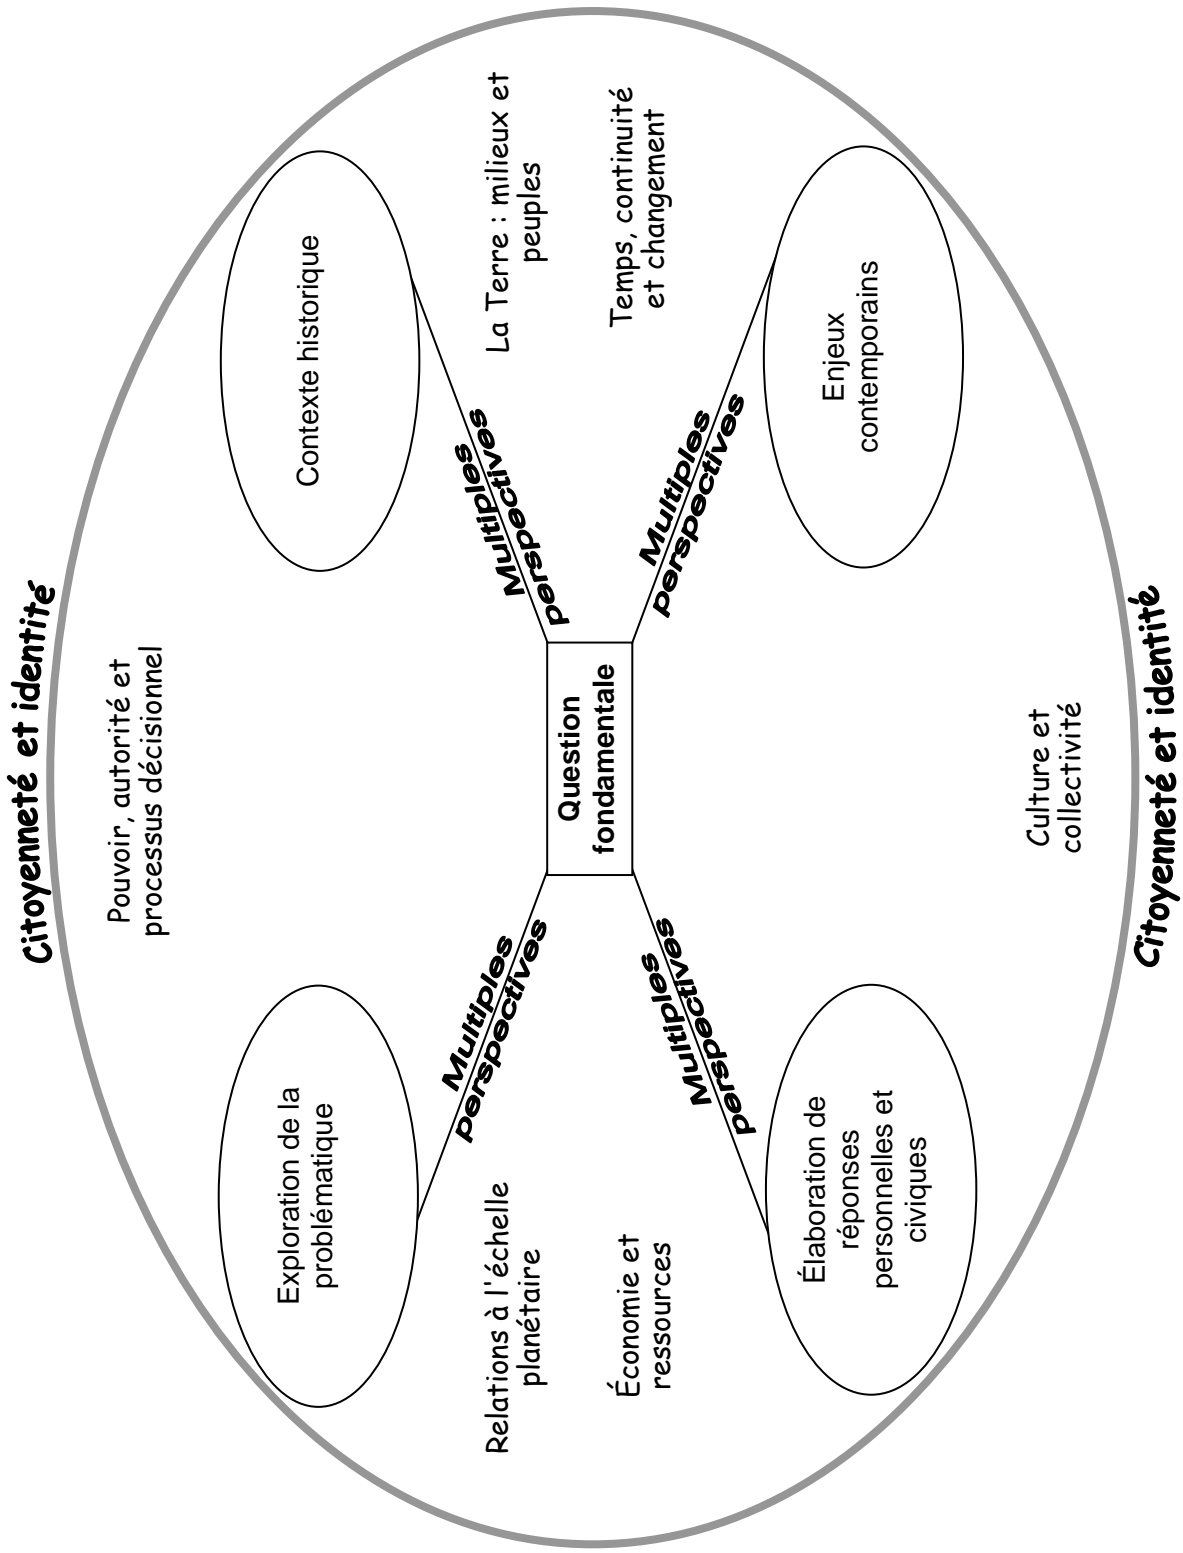 Citoyenneté et identité
Pouvoir, autorité et
processus décisionnel
Exploration de la
problématique
Contexte historique
Multiples
perspectives
Multiples
perspectives
Relations à l'échelle
planétaire
La Terre : milieux et
peuples
Question
fondamentale
Économie et
ressources
Temps, continuité
et changement
Multiples
perspectives
Multiples
perspectives
Élaboration de
réponses
personnelles et
civiques
Enjeux
contemporains
Culture et
collectivité
Citoyenneté et identité